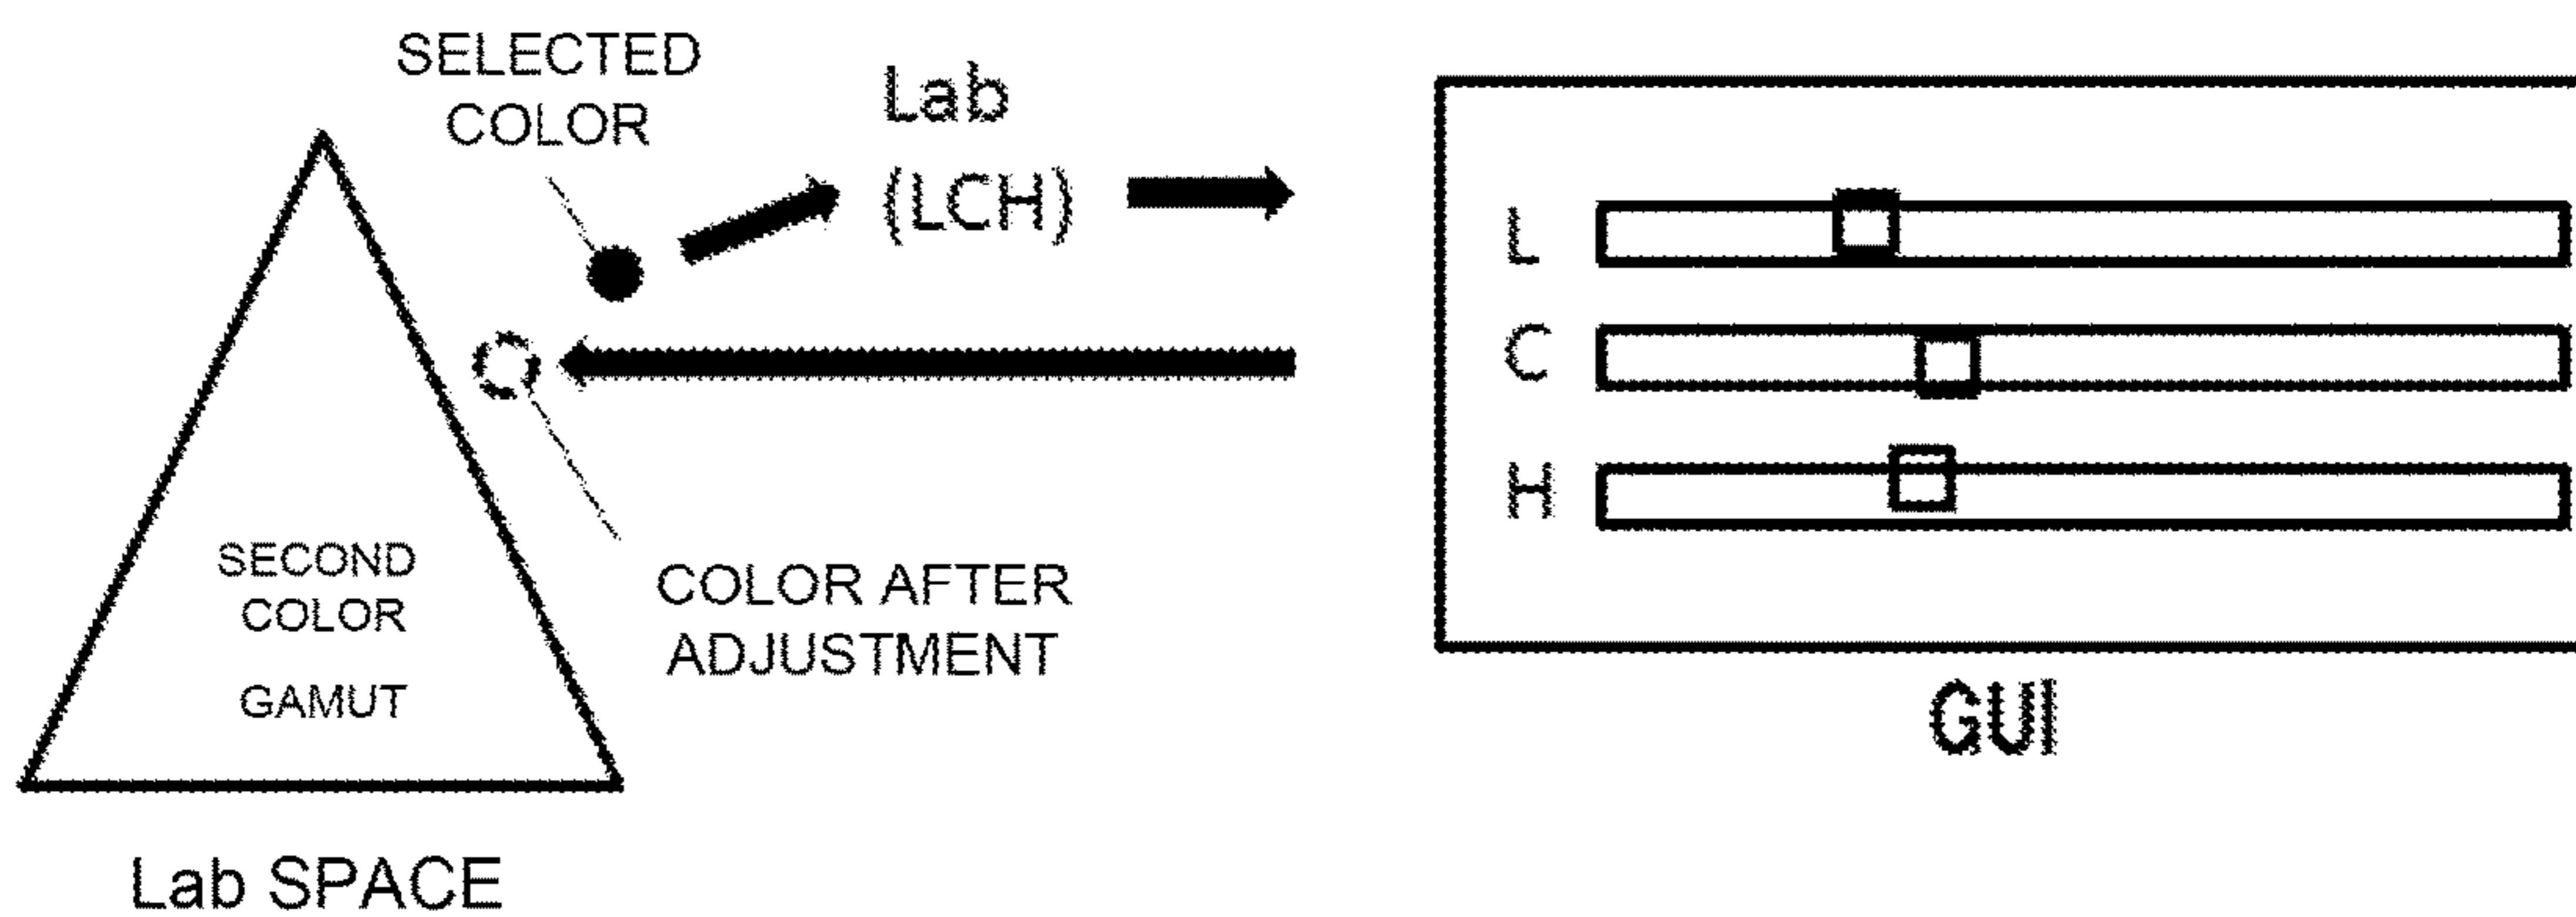 SELECTED
COLOR
Lab
(LCH)
L
C
H
SECOND
COLOR
GAMUT
COLOR AFTER
ADJUSTMENT
GUI
Lab SPACE